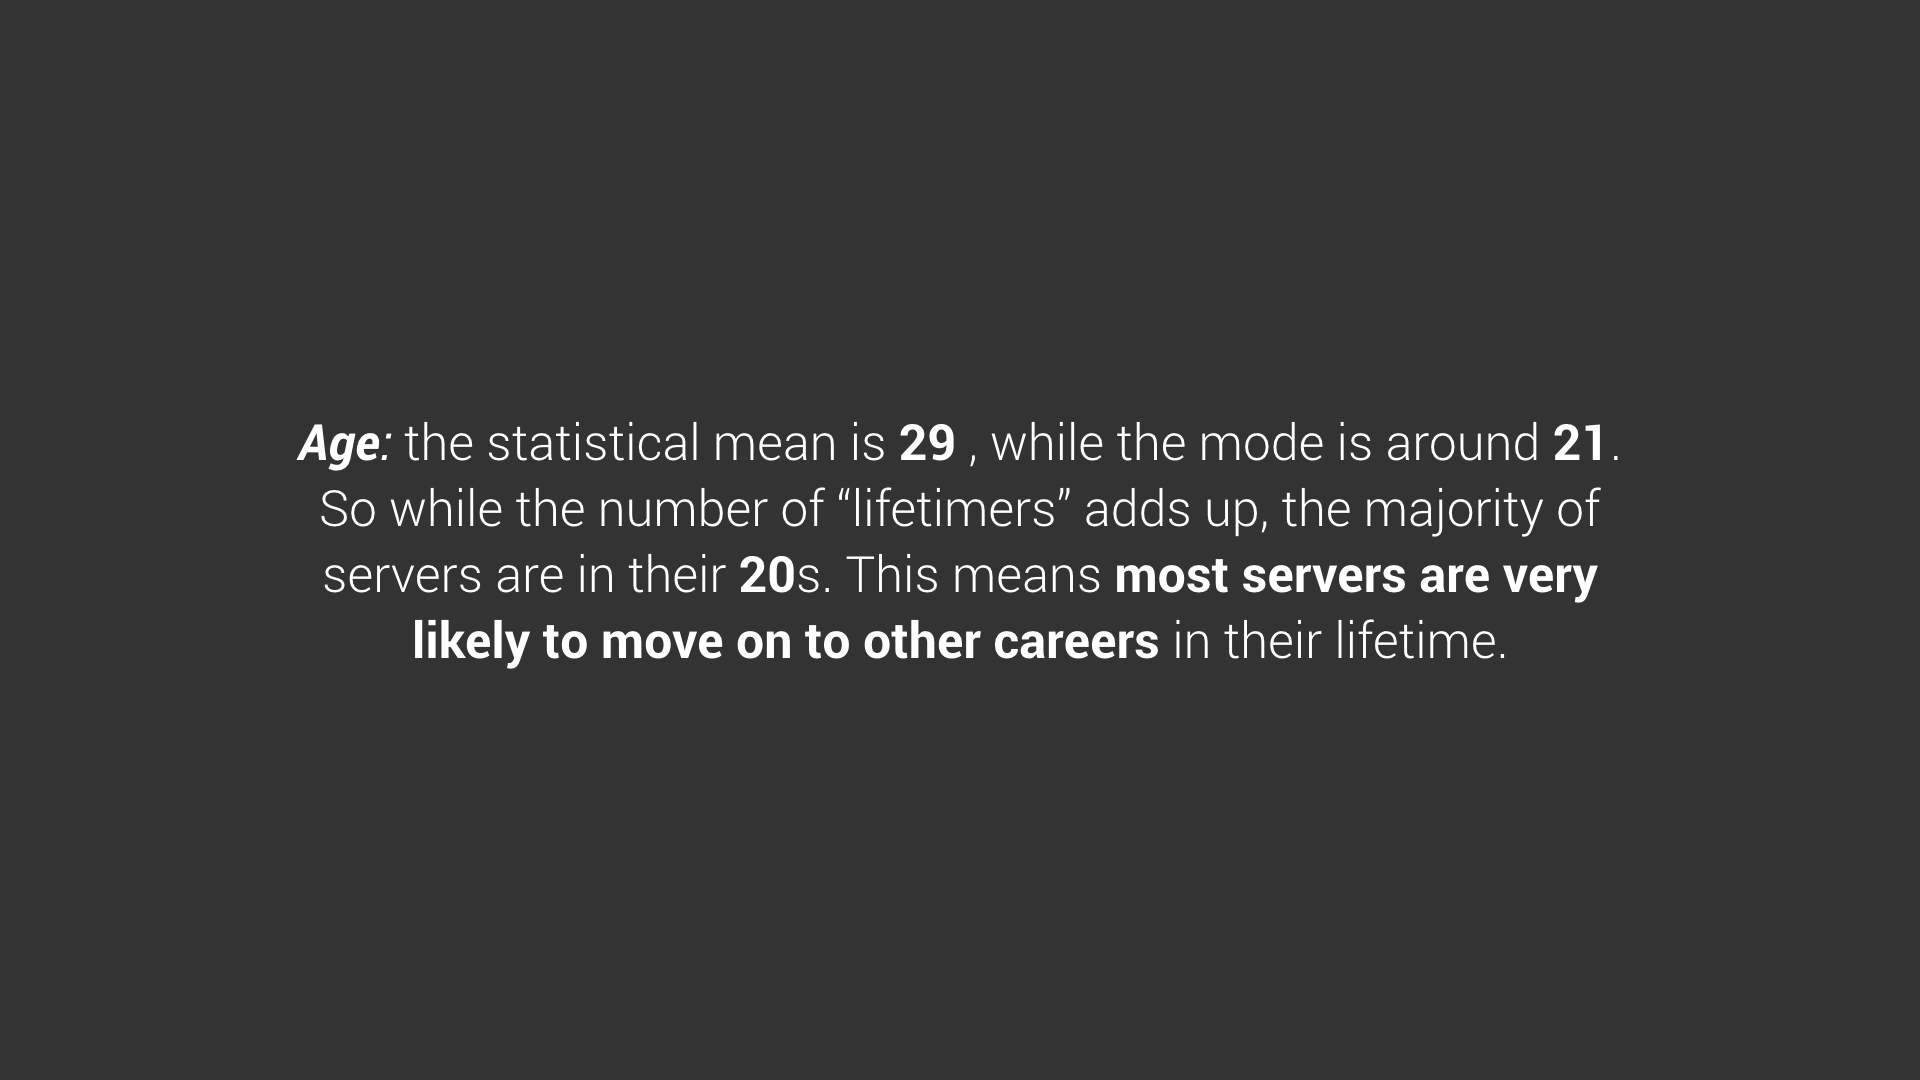 Age: the statistical mean is 29 , while the mode is around 21.
So while the number of “lifetimers” adds up, the majority of
servers are in their 20s. This means most servers are very
likely to move on to other careers in their lifetime.